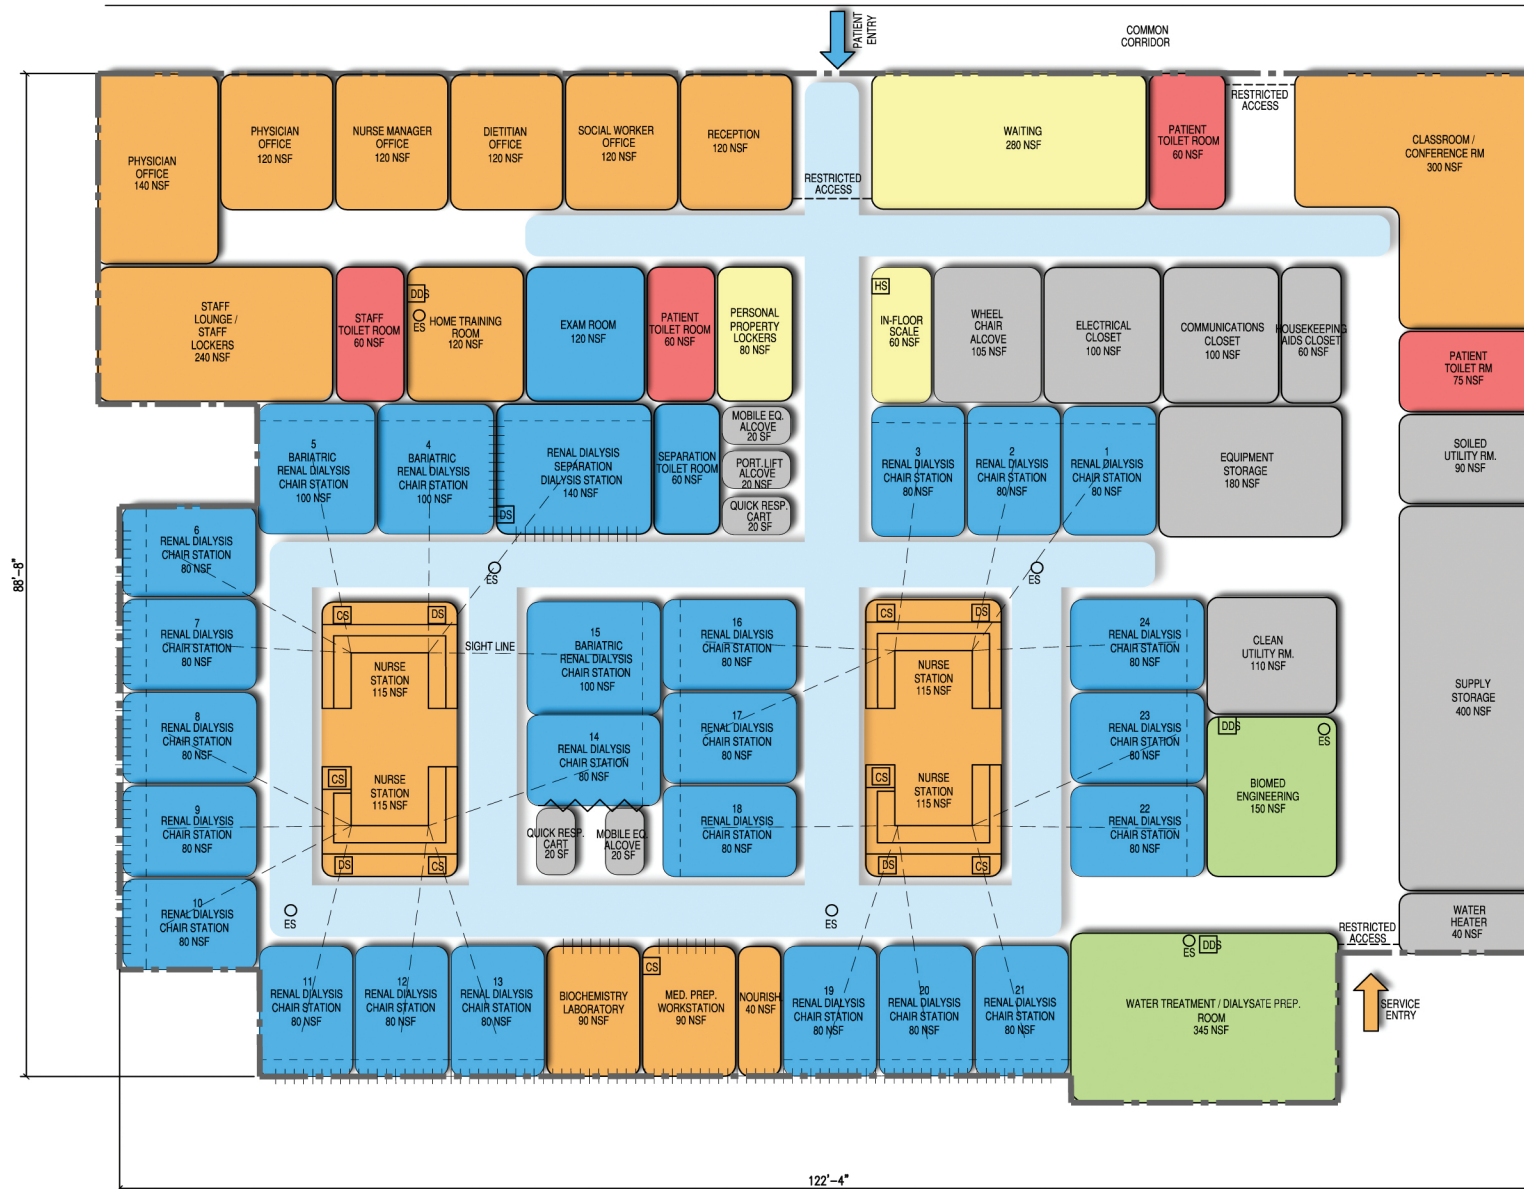 COMMON
CORRIDOR
PATIENT
ENTRY
PHYSICIAN
OFFICE
140 NSF
PHYSICIAN
OFFICE
120 NSF
NURSE MANAGER
OFFICE
120 NSF
DIETITIAN
OFFICE
120 NSF
SOCIAL WORKER
OFFICE
120 NSF
RECEPTION
120 NSF
RESTRICTED
ACCESS
WAITING
280 NSF
PATIENT
TOILET ROOM
60 NSF
RESTRICTED
ACCESS
CLASSROOM /
CONFERENCE RM
300 NSF
STAFF
LOUNGE /
STAFF
LOCKERS
240 NSF
STAFF
TOILET ROOM
60 NSF
DDS
ES
HOME TRAINING
ROOM
120 NSF
EXAM ROOM
120 NSF
PATIENT
TOILET ROOM
60 NSF
PERSONAL
PROPERTY
LOCKERS
80 NSF
HS
IN-FLOOR
SCALE
60 NSF
WHEEL
CHAIR
ALCOVE
105 NSF
ELECTRICAL
CLOSET
100 NSF
COMMUNICATIONS
CLOSET
100 NSF
HOUSEKEEPING
AIDS CLOSET
60 NSF
PATIENT
TOILET RM
75 NSF
5
BARIATRIC
RENAL DIALYSIS
CHAIR STATION
100 NSF
4
BARIATRIC
RENAL DIALYSIS
CHAIR STATION
100 NSF
RENAL DIALYSIS
SEPARATION
DIALYSIS STATION
140 NSF
DS
SEPARATION
TOILET ROOM
60 NSF
MOBILE EQ.
ALCOVE
20 SF
PORT.LIFT
ALCOVE
20 NSF
QUICK RESP.
CART
20 SF
3
RENAL DIALYSIS
CHAIR STATION
80 NSF
2
RENAL DIALYSIS
CHAIR STATION
80 NSF
1
RENAL DIALYSIS
CHAIR STATION
80 NSF
EQUIPMENT
STORAGE
180 NSF
SOILED
UTILITY RM.
90 NSF
88'-8"
6
RENAL DIALYSIS
CHAIR STATION
80 NSF
ES
ES
7
RENAL DIALYSIS
CHAIR STATION
80 NSF
CS
DS
NURSE
STATION
115 NSF
SIGHT LINE
15
BARIATRIC
RENAL DIALYSIS
CHAIR STATION
100 NSF
16
RENAL DIALYSIS
CHAIR STATION
80 NSF
CS
DS
NURSE
STATION
115 NSF
24
RENAL DIALYSIS
CHAIR STATION
80 NSF
CLEAN
UTILITY RM.
110 NSF
SUPPLY
STORAGE
400 NSF
8
RENAL DIALYSIS
CHAIR STATION
80 NSF
14
RENAL DIALYSIS
CHAIR STATION
80 NSF
17
RENAL DIALYSIS
CHAIR STATION
80 NSF
23
RENAL DIALYSIS
CHAIR STATION
80 NSF
DDS
ES
BIOMED
ENGINEERING
150 NSF
9
RENAL DIALYSIS
CHAIR STATION
80 NSF
CS
NURSE
STATION
115 NSF
DS
CS
QUICK RESP.
CART
20 SF
MOBILE EQ.
ALCOVE
20 SF
18
RENAL DIALYSIS
CHAIR STATION
80 NSF
CS
NURSE
STATION
115 NSF
DS
CS
22
RENAL DIALYSIS
CHAIR STATION
80 NSF
10
RENAL DIALYSIS
CHAIR STATION
80 NSF
ES
ES
WATER
HEATER
40 NSF
RESTRICTED
ACCESS
11
RENAL DIALYSIS
CHAIR STATION
80 NSF
12
RENAL DIALYSIS
CHAIR STATION
80 NSF
13
RENAL DIALYSIS
CHAIR STATION
80 NSF
BIOCHEMISTRY
LABORATORY
90 NSF
CS
MED. PREP.
WORKSTATION
90 NSF
NOURISH
40 NSF
19
RENAL DIALYSIS
CHAIR STATION
80 NSF
20
RENAL DIALYSIS
CHAIR STATION
80 NSF
21
RENAL DIALYSIS
CHAIR STATION
80 NSF
ES
DDS
WATER TREATMENT / DIALYSATE PREP.
ROOM
345 NSF
SERVICE
ENTRY
122'-4"